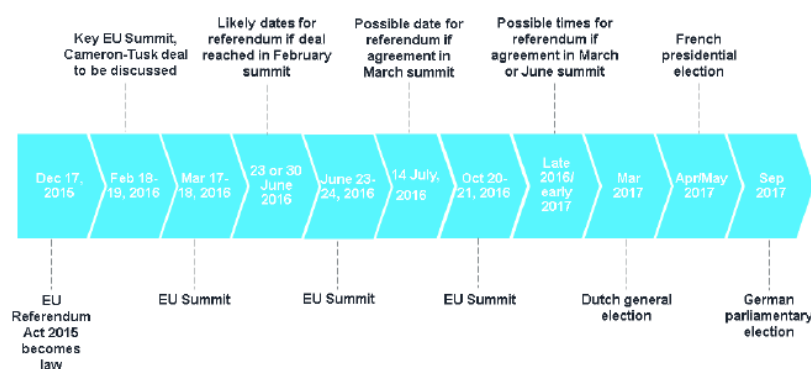 Key EU Summit,
Cameron-Tusk deal
to be discussed
Likely dates for
referendum if deal
reached in February
summit
Possible date for
referendum if
agreement in
March summit
Possible times for
referendum if
agreement in March
or June summit
French
presidential
election
Dec 17,
2015
Feb 18-
19, 2016
Mar 17-
18, 2016
23 or 30
June
2016
June 23-
24, 2016
14 July,
2016
Oct 20-
21, 2016
Late
2016/
early
2017
Mar
2017
Apr/May
2017
Sep
2017
EU
Referendum
Act 2015
becomes
law
EU Summit
EU Summit
EU Summit
Dutch general
election
German
parliamentary
election